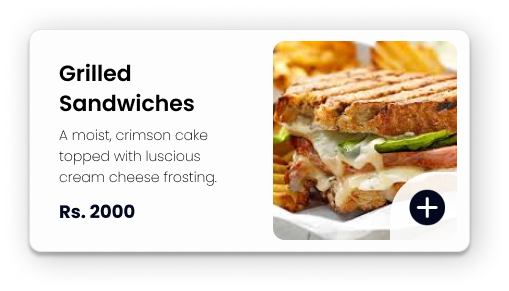 Grilled
Sandwiches
A moist, crimson cake
topped with luscious
cream cheese frosting.
Rs. 2000